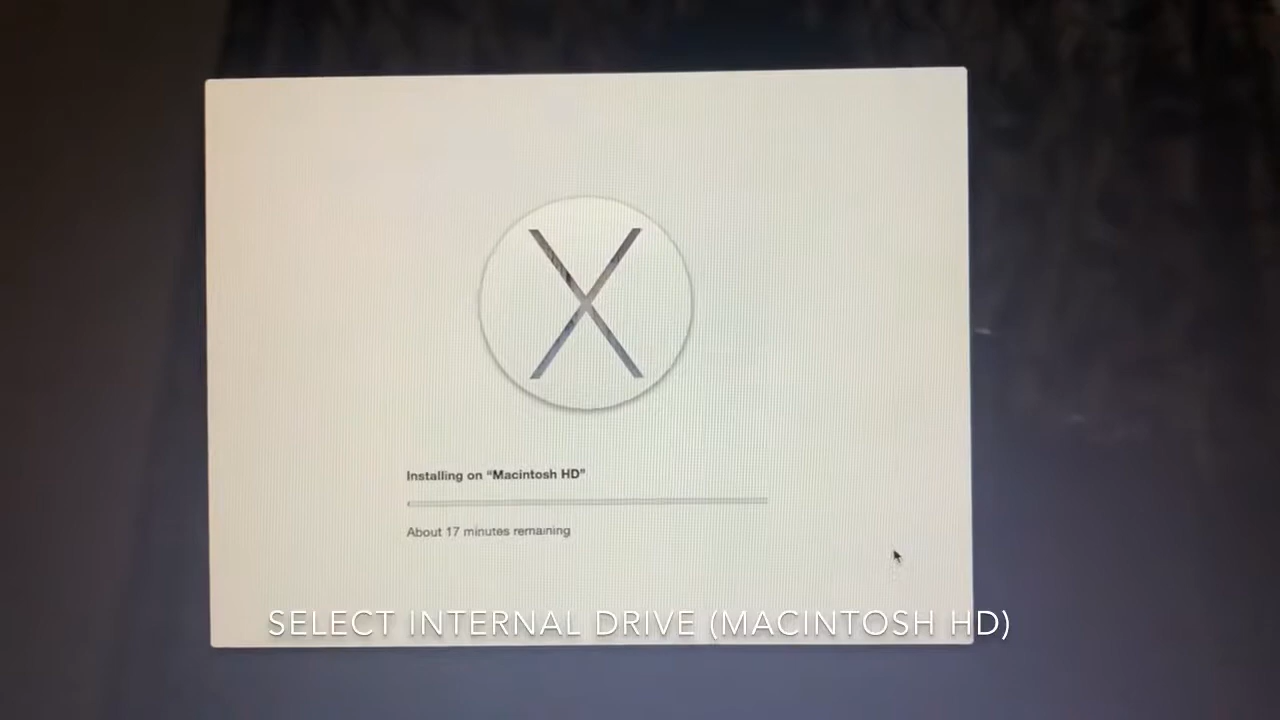 Installing on “Macintosh HD”
About 17 minutes remaining
SELECT INTERNAL DRIVE (MACINTOSH HD)